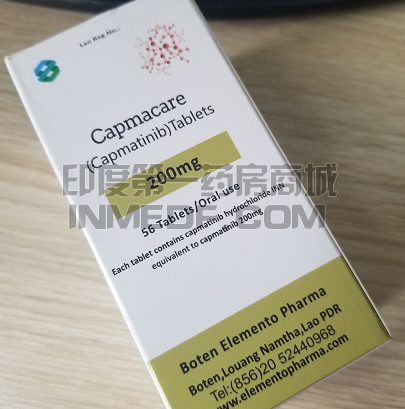 Lao Reg.No.:
Capmacare
(Capmatinib)Tablets
200mg
印度第一药房商城
INMEDE.COM
56 Tablets/Oral use
Each tablet contains capmatinib hydrochloride INN
equivalent to capmatinib 200mg
Boten Elemento Pharma
Boten,Louang Namtha,Lao PDR
Tel:(856)20 52440968
www.elementopharma.com